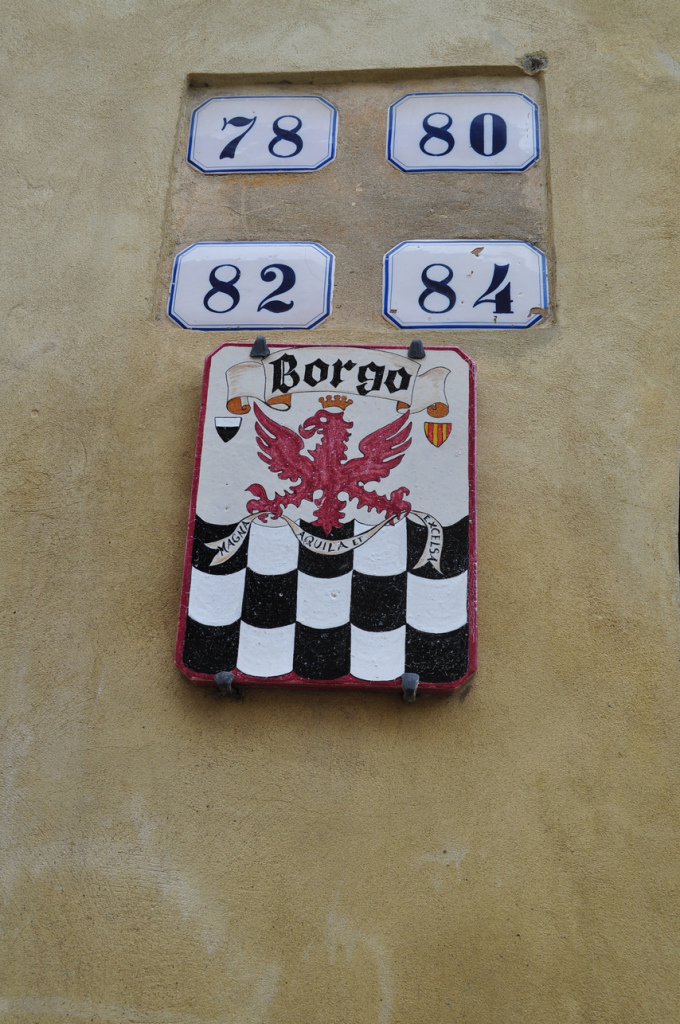 78 80
82 84
Borgo
MAGNA AQUILA ET EXCELSA